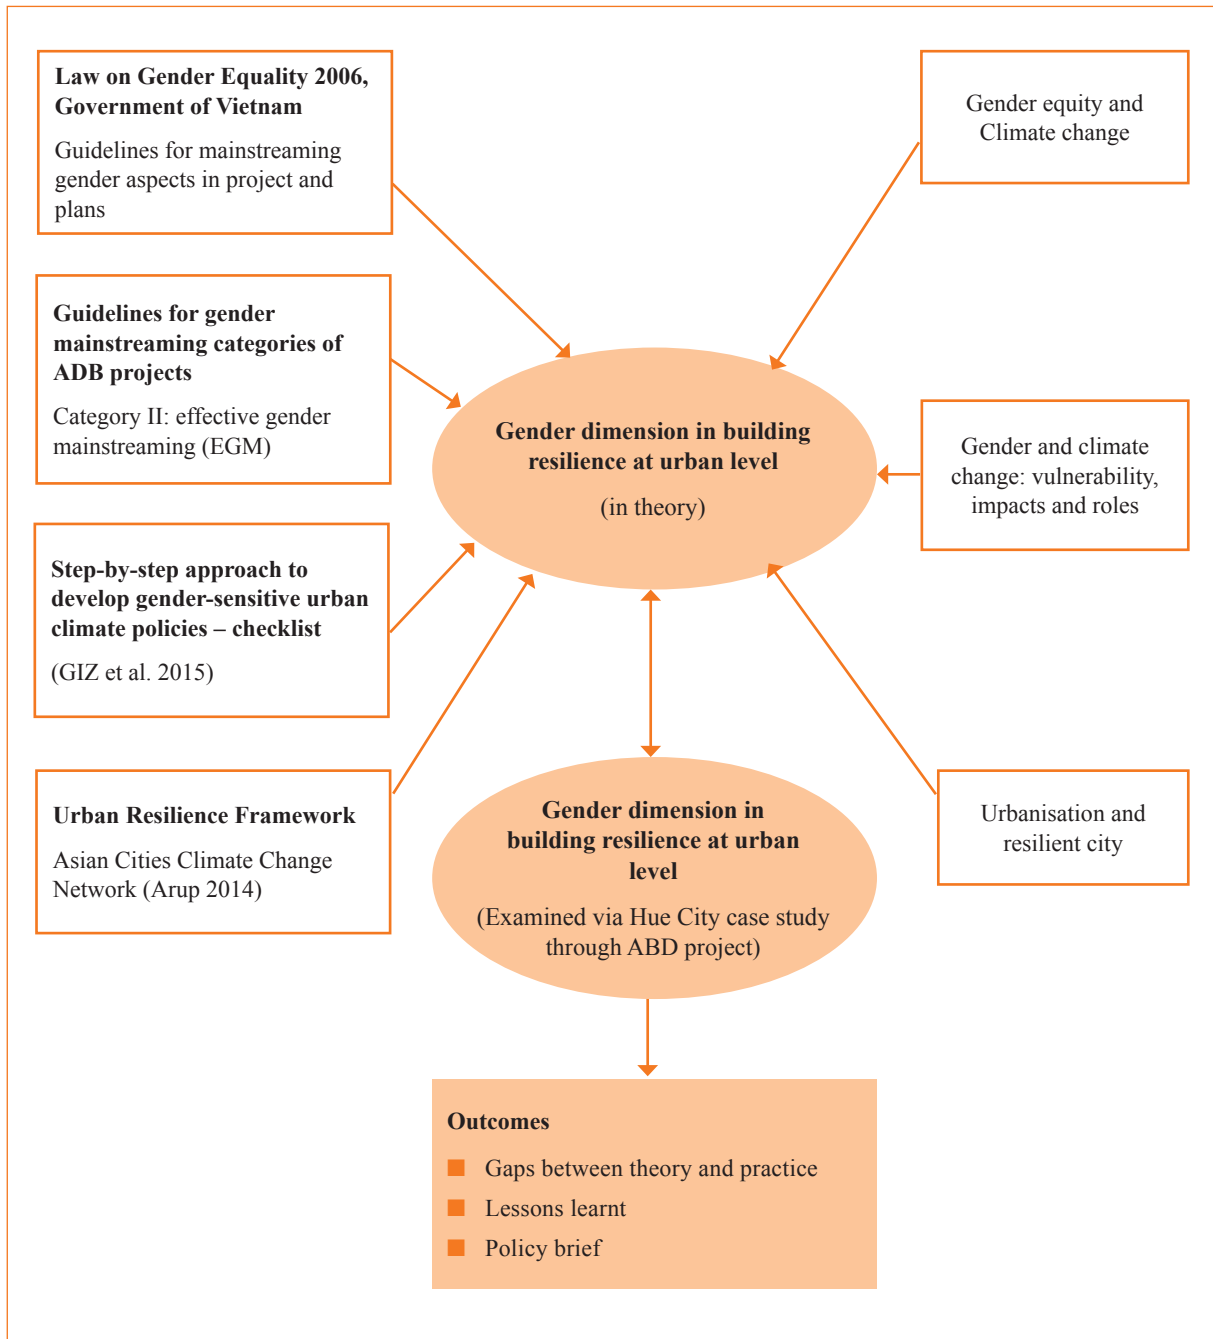 Law on Gender Equality 2006,
Government of Vietnam
Guidelines for mainstreaming
gender aspects in project and
plans
Guidelines for gender
mainstreaming categories of
ADB projects
Category II: effective gender
mainstreaming (EGM)
Step-by-step approach to
develop gender-sensitive urban
climate policies – checklist
(GIZ et al. 2015)
Urban Resilience Framework
Asian Cities Climate Change
Network (Arup 2014)
Gender equity and
Climate change
Gender and climate
change: vulnerability,
impacts and roles
Urbanisation and
resilient city
Gender dimension in building
resilience at urban level
(in theory)
Gender dimension in
building resilience at urban
level
(Examined via Hue City case study
through ABD project)
Outcomes
Gaps between theory and practice
Lessons learnt
Policy brief